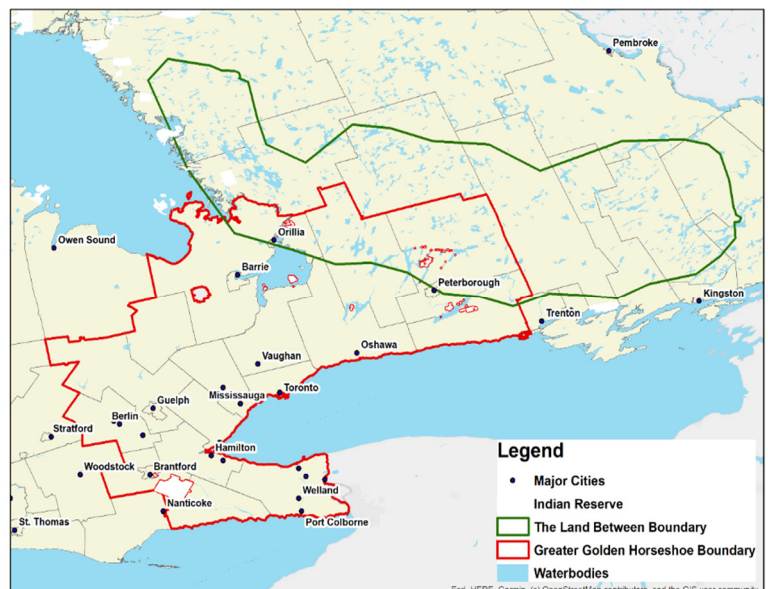 Pembroke
Owen Sound
Orillia
Barrie
Peterborough
Kingston
Trenton
Oshawa
Vaughan
Toronto
Mississauga
Guelph
Berlin
Stratford
Hamilton
Woodstock
Brantford
Welland
Nanticoke
St. Thomas
Port Colborne
Legend
Major Cities
Indian Reserve
The Land Between Boundary
Greater Golden Horseshoe Boundary
Waterbodies